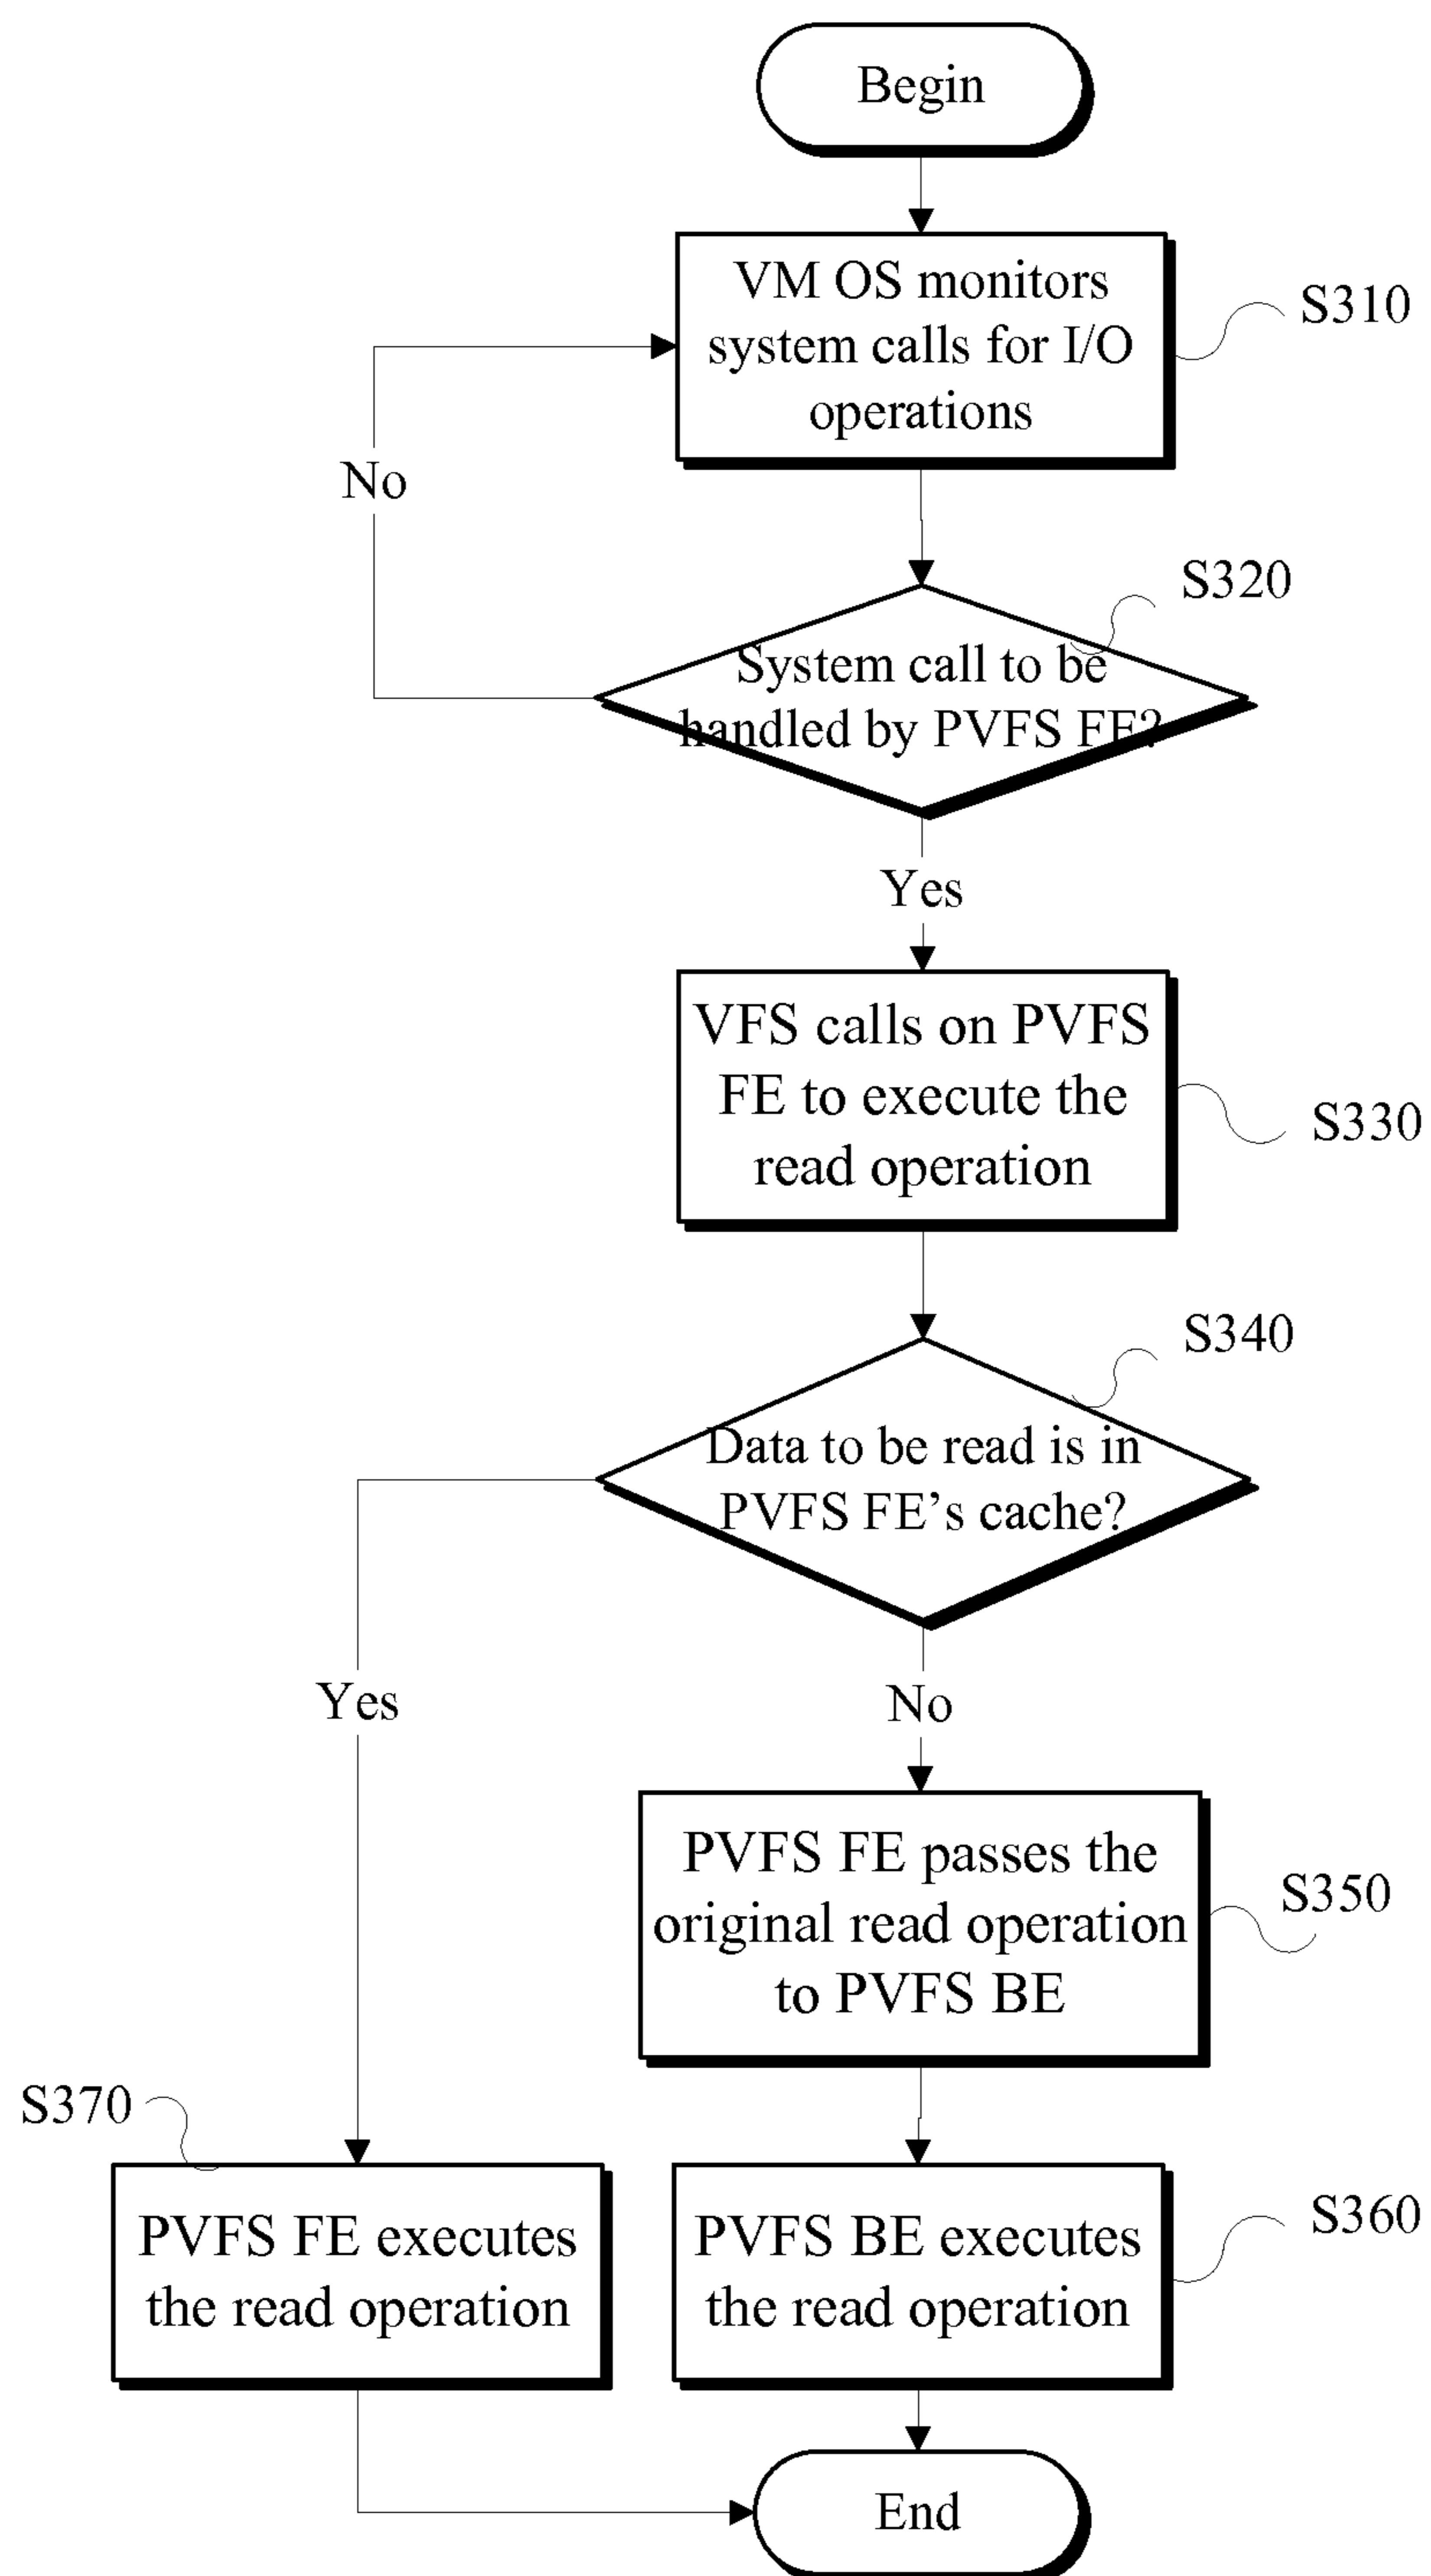 Begin
VM OS monitors
system calls for I/O
operations
S310
No
S320
System call to be
handled by PVFS FE?
Yes
VFS calls on PVFS
FE to execute the
read operation
S330
S340
Data to be read is in
PVFS FE's cache?
Yes
No
PVFS FE passes the
original read operation
to PVFS BE
S350
S370
PVFS FE executes
the read operation
PVFS BE executes
the read operation
S360
End